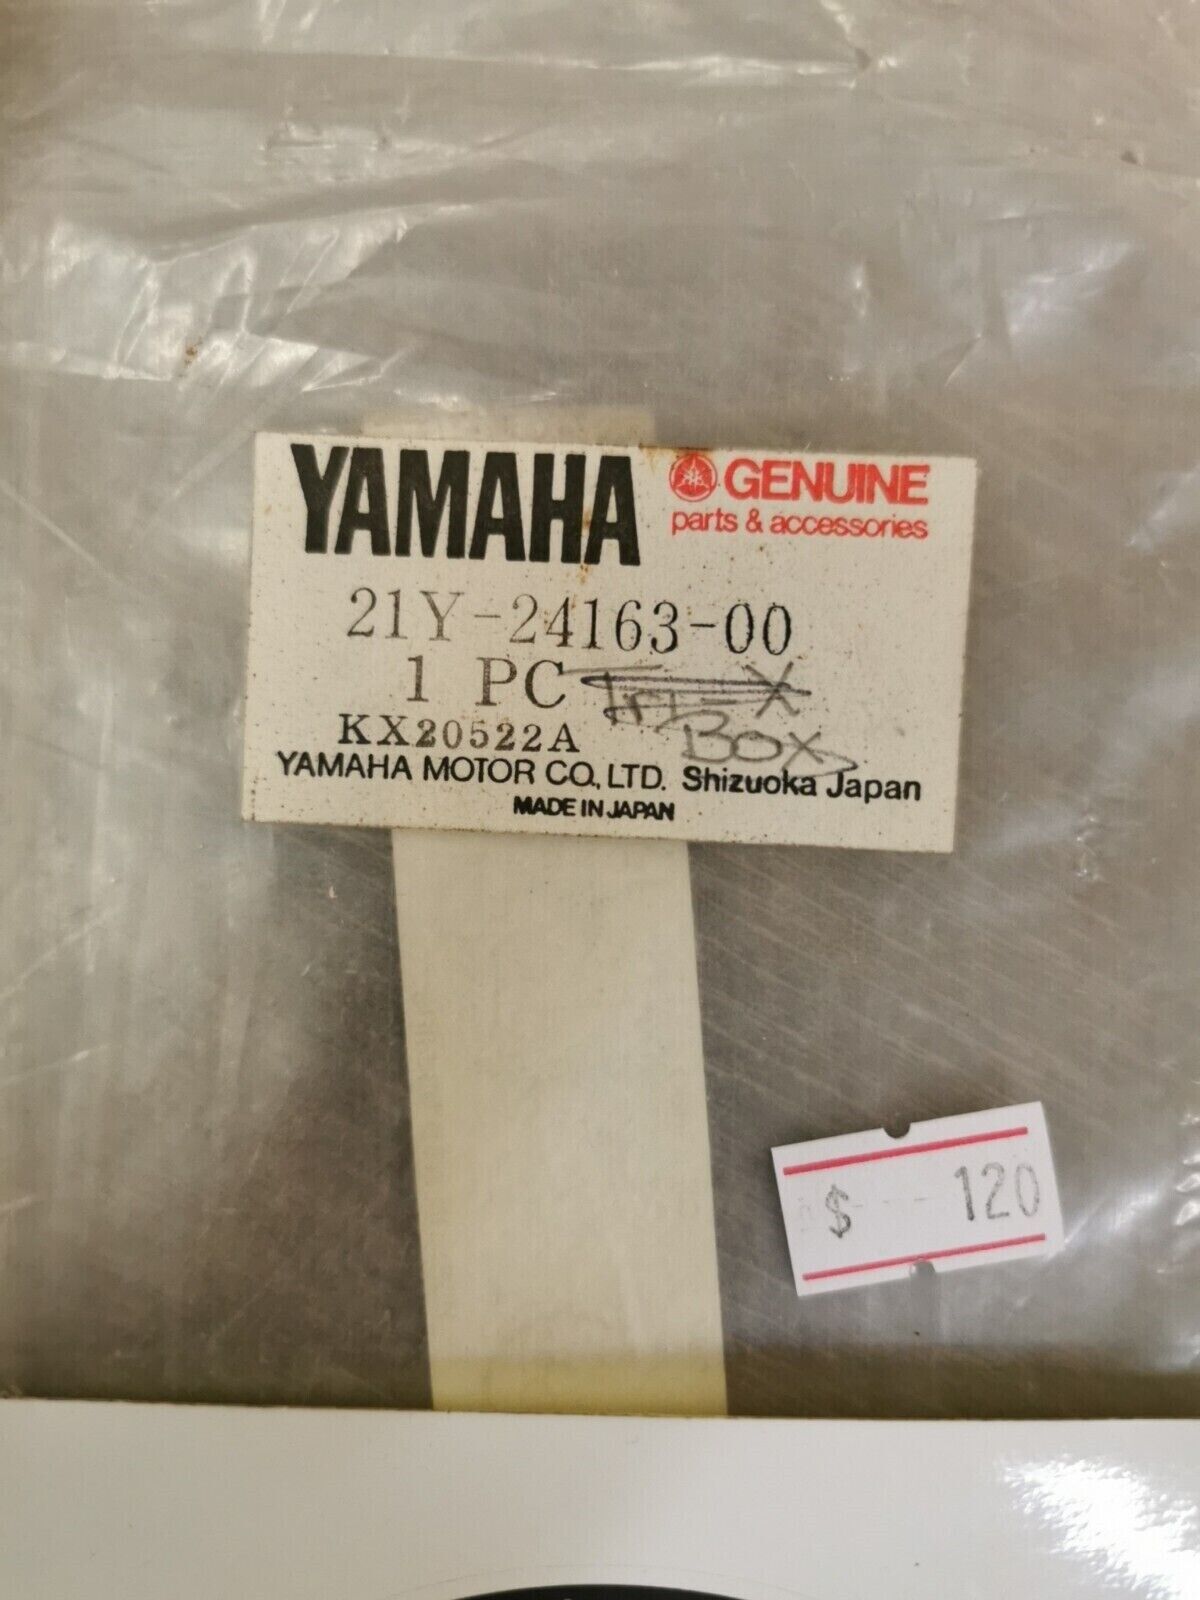 YAMAHA GENUINE
parts & accessories
21Y-24163-00
1 PC Tri-X
BOX
KX20522A
YAMAHA MOTOR CO., LTD. Shizuoka Japan
MADE IN JAPAN
$ 120